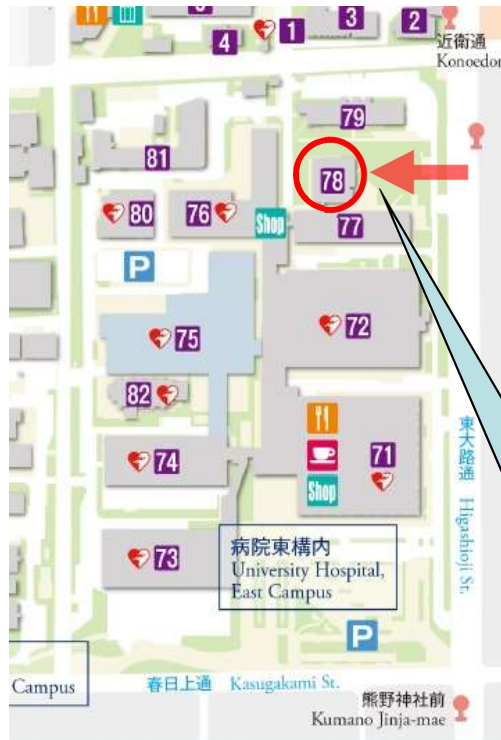 3
2
4
1
近衛通
Konoedor
79
81
78
80
76
Shop
77
P
75
72
82
74
71
Shop
東大路通 Higashioji St.
73
病院東構内
University Hospital,
East Campus
P
Campus
春日上通 Kasugakami St.
熊野神社前
Kumano Jinja-mae